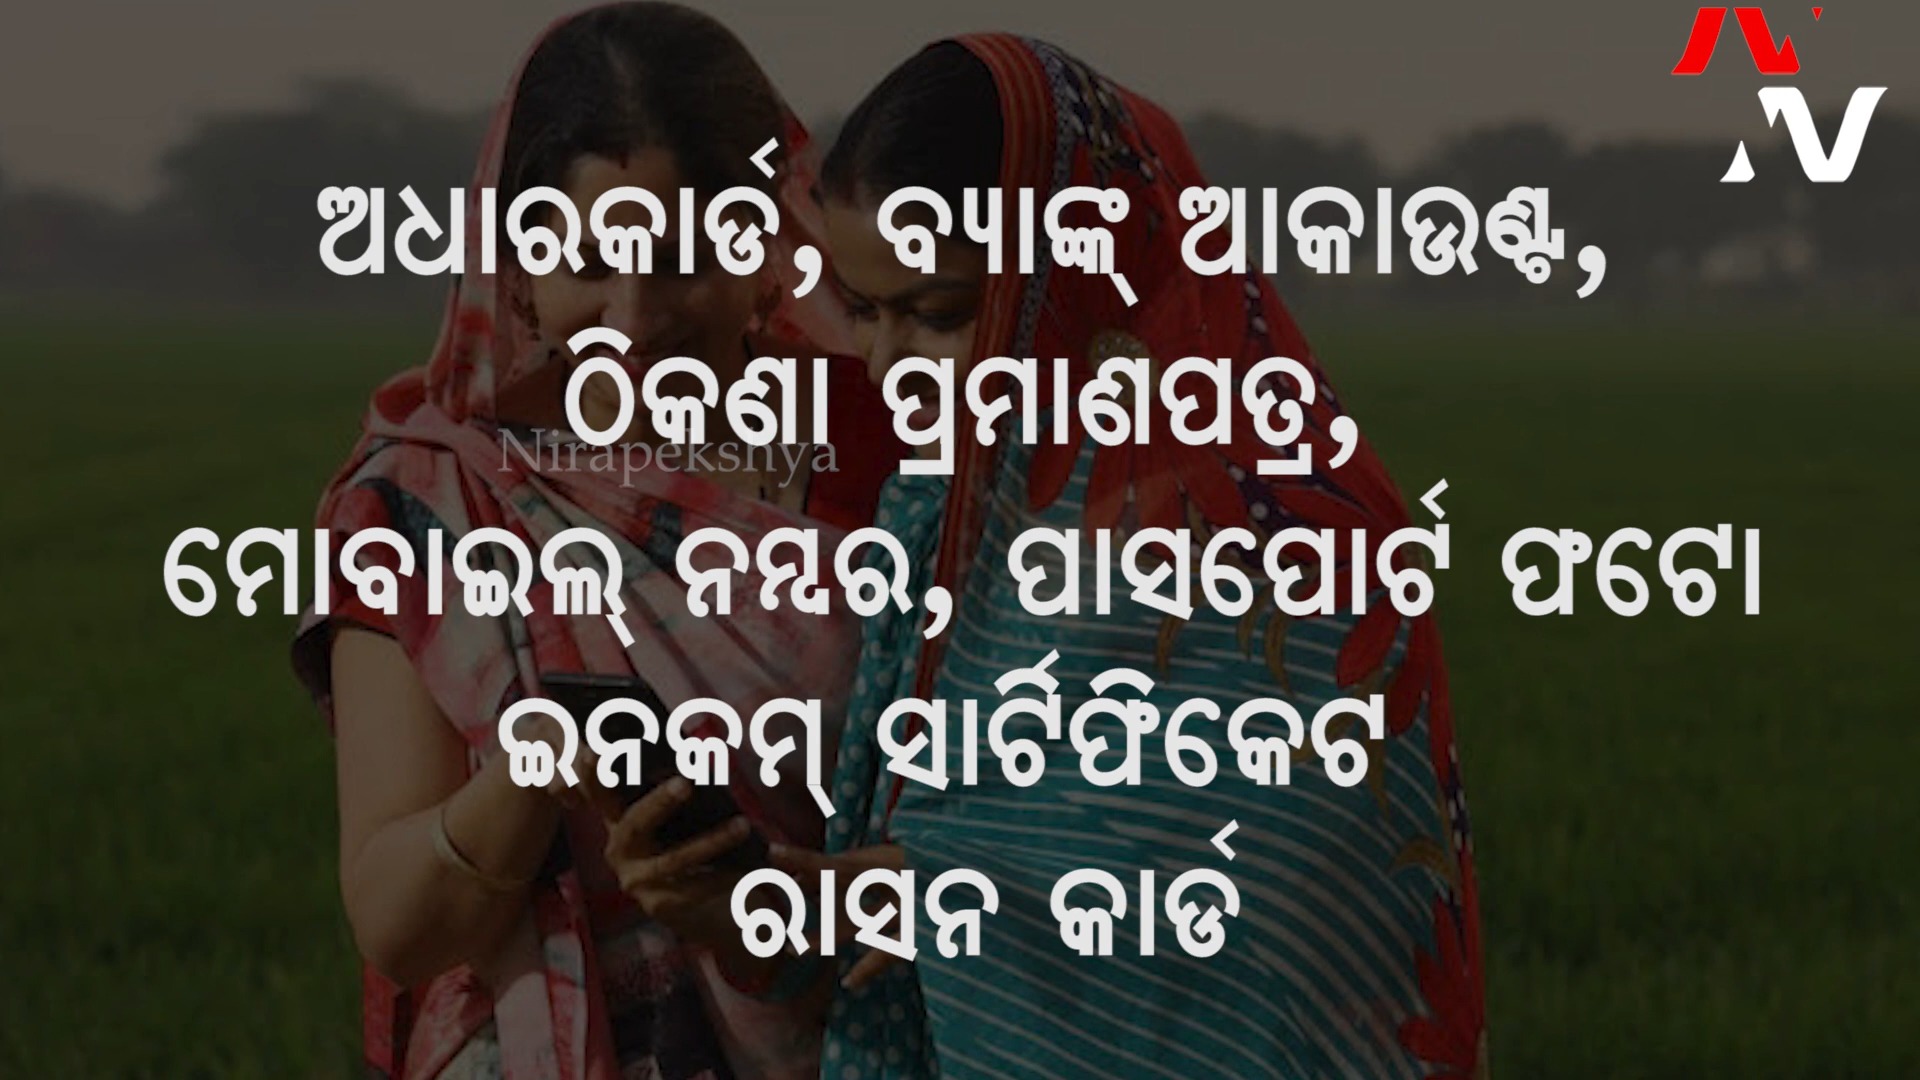 ଅଧାରକାର୍ଡ, ବ୍ୟାଙ୍କ୍ ଆକାଉଣ୍ଟ,
ଠିକଣା ପ୍ରମାଣପତ୍ର,
Nirapekshya
ମୋବାଇଲ୍ ନମ୍ବର, ପାସପୋର୍ଟ ଫଟୋ
ଇନକମ୍ ସାର୍ଟିଫିକେଟ
ରାସନ କାର୍ଡ